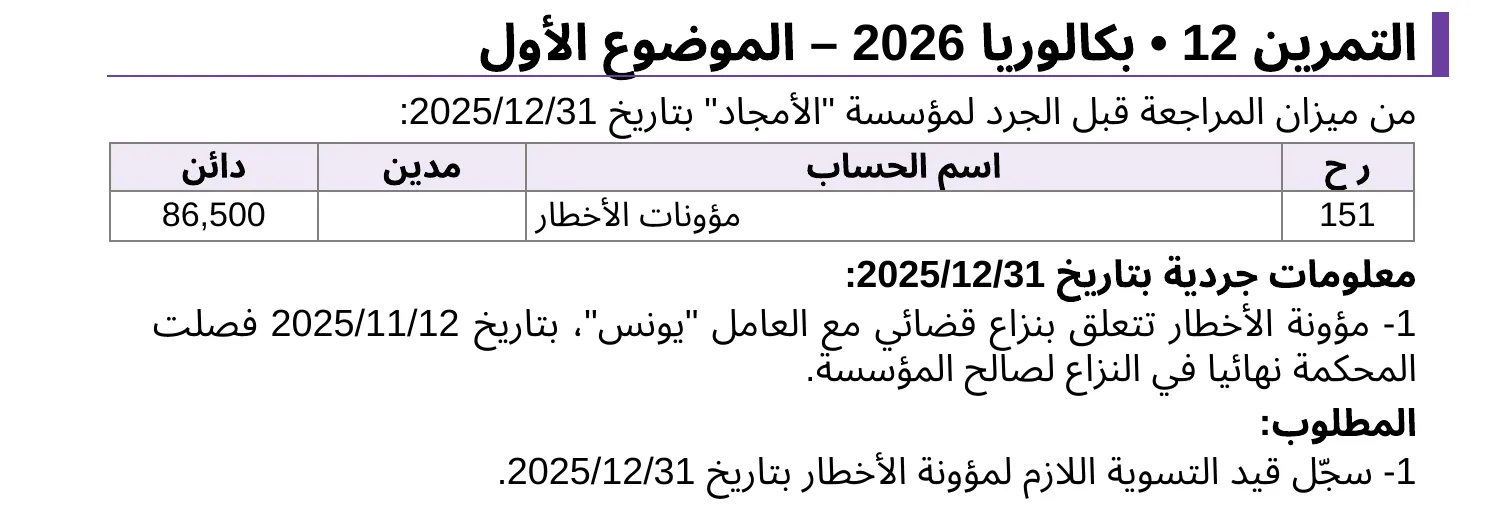 التمرين 12 • بكالوريا 2026 – الموضوع الأول
من ميزان المراجعة قبل الجرد لمؤسسة "الأمجاد" بتاريخ 2025/12/31:
ر ح اسم الحساب مدين دائن
151 مؤونات الأخطار 86,500
معلومات جردية بتاريخ 2025/12/31:
1- مؤونة الأخطار تتعلق بنزاع قضائي مع العامل "يونس"، بتاريخ 2025/11/12 فصلت
المحكمة نهائيا في النزاع لصالح المؤسسة.
المطلوب:
1- سجّل قيد التسوية اللازم لمؤونة الأخطار بتاريخ 2025/12/31.